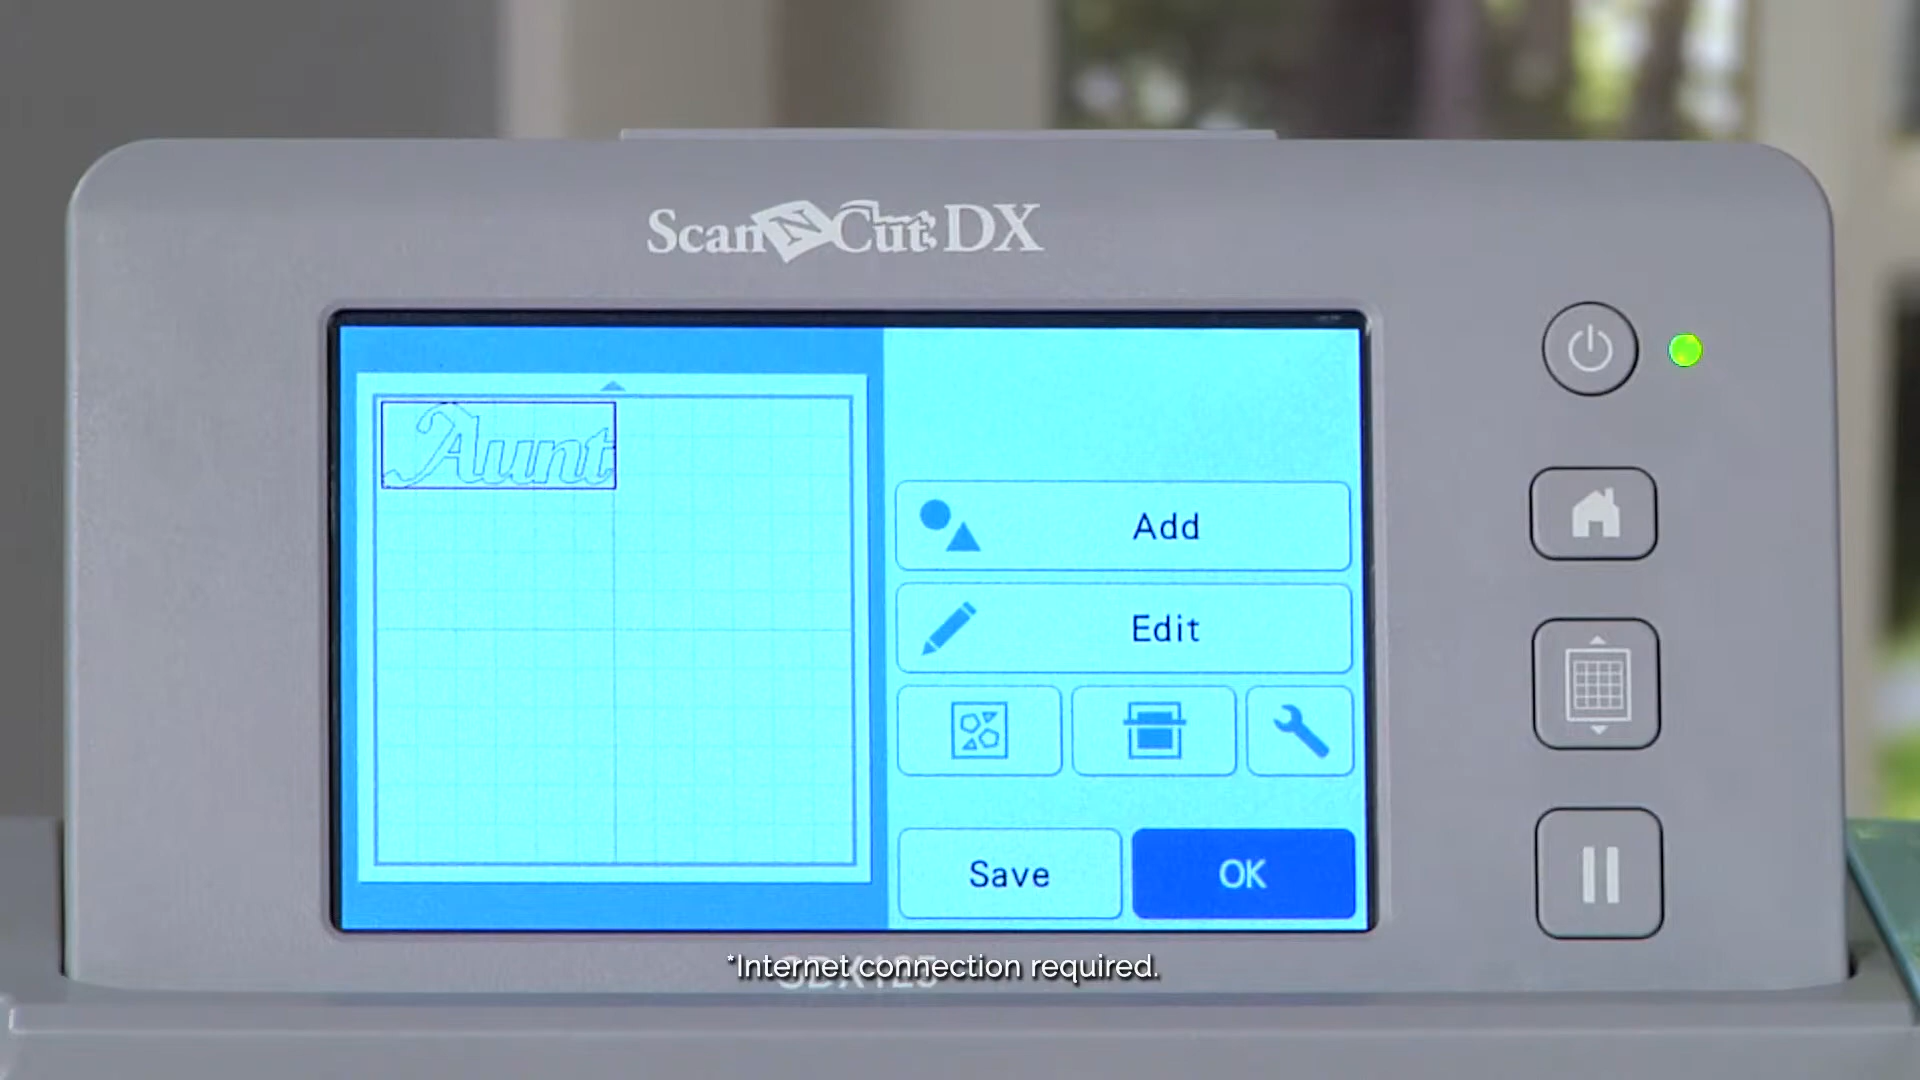 ScanNCut DX
Aunt
Add
Edit
Save
OK
*Internet connection required.